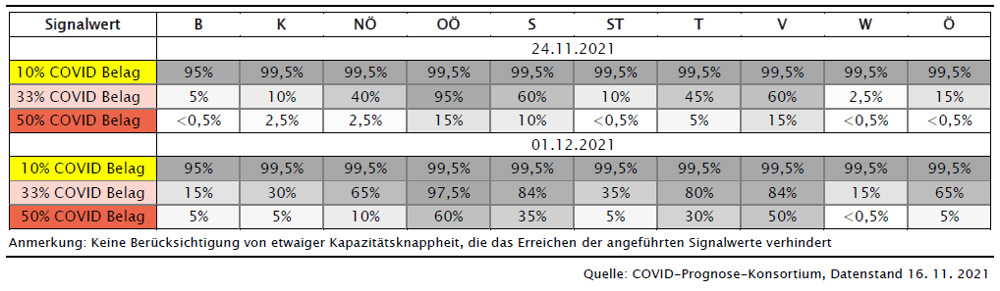 Signalwert B K NÖ OÖ S ST T V W Ö
24.11.2021
10% COVID Belag 95% 99,5% 99,5% 99,5% 99,5% 99,5% 99,5% 99,5% 99,5% 99,5%
33% COVID Belag 5% 10% 40% 95% 60% 10% 45% 60% 2,5% 15%
50% COVID Belag <0,5% 2,5% 2,5% 15% 10% <0,5% 5% 15% <0,5% <0,5%
01.12.2021
10% COVID Belag 95% 99,5% 99,5% 99,5% 99,5% 99,5% 99,5% 99,5% 99,5% 99,5%
33% COVID Belag 15% 30% 65% 97,5% 84% 35% 80% 84% 15% 65%
50% COVID Belag 5% 5% 10% 60% 35% 5% 30% 50% <0,5% 5%
Anmerkung: Keine Berücksichtigung von etwaiger Kapazitätsknappheit, die das Erreichen der angeführten Signalwerte verhindert
Quelle: COVID-Prognose-Konsortium, Datenstand 16. 11. 2021